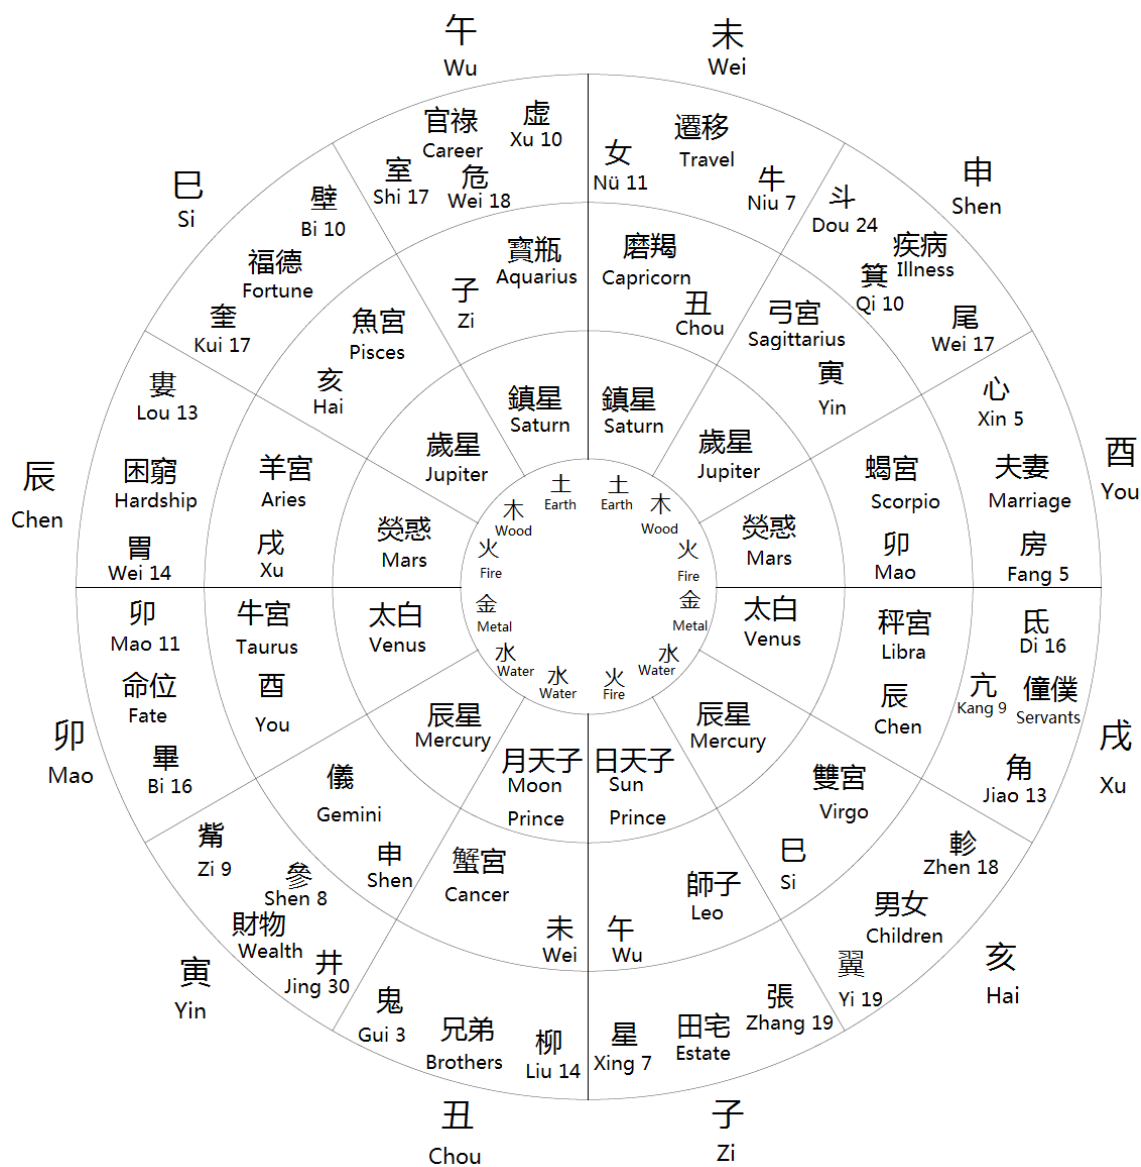 午
Wu
未
Wei
申
Shen
酉
You
戌
Xu
亥
Hai
子
Zi
丑
Chou
寅
Yin
卯
Mao
辰
Chen
巳
Si
官祿
Career
虚
Xu 10
室
Shi 17
危
Wei 18
遷移
Travel
女
Nü 11
牛
Niu 7
斗
Dou 24
疾病
Illness
箕
Qi 10
尾
Wei 17
心
Xin 5
夫妻
Marriage
房
Fang 5
氐
Di 16
亢
Kang 9
僮僕
Servants
角
Jiao 13
軫
Zhen 18
男女
Children
翼
Yi 19
張
Zhang 19
田宅
Estate
星
Xing 7
柳
Liu 14
兄弟
Brothers
鬼
Gui 3
井
Jing 30
財物
Wealth
參
Shen 8
觜
Zi 9
畢
Bi 16
命位
Fate
卯
Mao 11
胃
Wei 14
困窮
Hardship
婁
Lou 13
奎
Kui 17
福德
Fortune
壁
Bi 10
寶瓶
Aquarius
子
Zi
磨羯
Capricorn
丑
Chou
弓宮
Sagittarius
寅
Yin
蝎宮
Scorpio
卯
Mao
秤宮
Libra
辰
Chen
雙宮
Virgo
巳
Si
師子
Leo
午
Wu
蟹宮
Cancer
未
Wei
儀
Gemini
申
Shen
牛宮
Taurus
酉
You
羊宮
Aries
戌
Xu
魚宮
Pisces
亥
Hai
鎮星
Saturn
鎮星
Saturn
歲星
Jupiter
熒惑
Mars
太白
Venus
辰星
Mercury
日天子
Sun
Prince
月天子
Moon
Prince
辰星
Mercury
太白
Venus
熒惑
Mars
歲星
Jupiter
土
Earth
土
Earth
木
Wood
火
Fire
金
Metal
水
Water
火
Fire
水
Water
水
Water
金
Metal
火
Fire
木
Wood